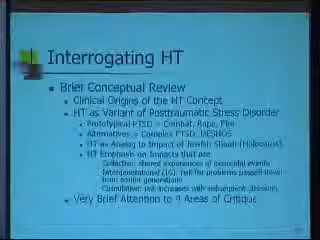 Interrogating HT
Brief Conceptual Review
Clinical Origins of the HT Concept
HT as Variant of Posttraumatic Stress Disorder
Prototypical PTSD = Combat, Rape, Fire
Alternatives = Complex PTSD, DESNOS
HT as Analog to Impact of Jewish Shoah (Holocaust)
HT Emphasis on Impacts that are
Collective: shared experiences of genocidal events
Intergenerational (IG): risk for problems passed down
from earlier generations
Cumulative: risk increases with subsequent stressors
Very Brief Attention to 4 Areas of Critique